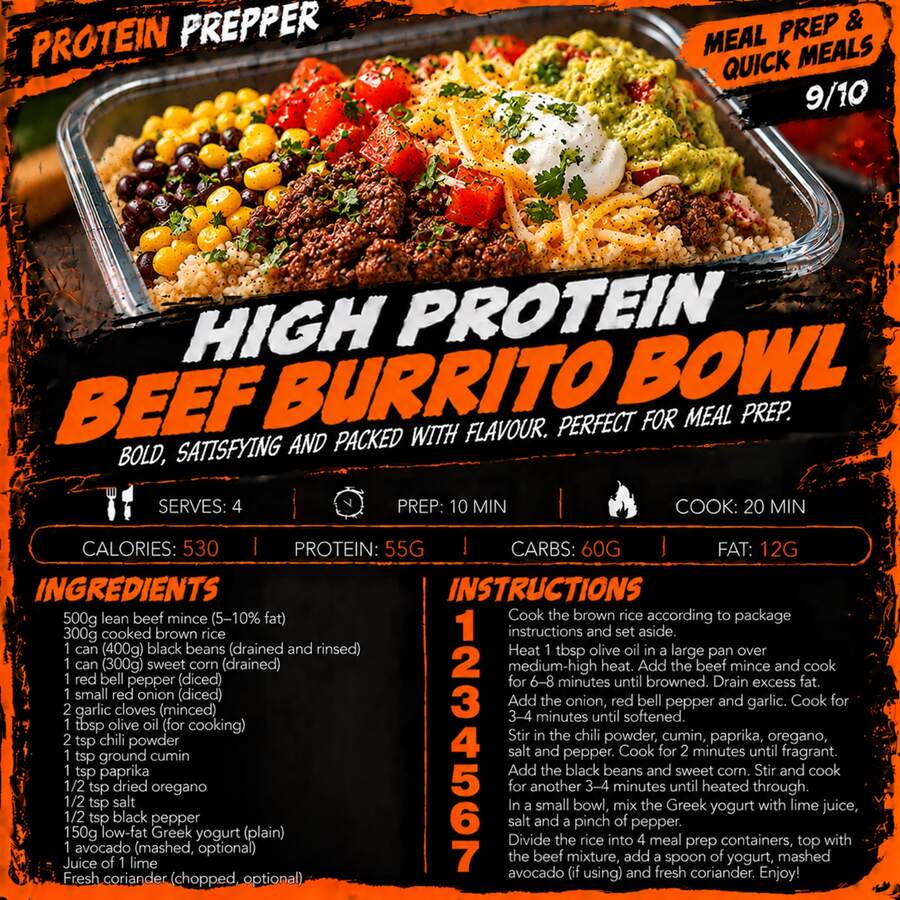 PROTEIN PREPPER
MEAL PREP &
QUICK MEALS
9/10
HIGH PROTEIN
BEEF BURRITO BOWL
BOLD, SATISFYING AND PACKED WITH FLAVOUR. PERFECT FOR MEAL PREP.
SERVES: 4
PREP: 10 MIN
COOK: 20 MIN
CALORIES: 530
PROTEIN: 55G
CARBS: 60G
FAT: 12G
INGREDIENTS
500g lean beef mince (5–10% fat)
300g cooked brown rice
1 can (400g) black beans (drained and rinsed)
1 can (300g) sweet corn (drained)
1 red bell pepper (diced)
1 small red onion (diced)
2 garlic cloves (minced)
1 tbsp olive oil (for cooking)
2 tsp chili powder
1 tsp ground cumin
1 tsp paprika
1/2 tsp dried oregano
1/2 tsp salt
1/2 tsp black pepper
150g low-fat Greek yogurt (plain)
1 avocado (mashed, optional)
Juice of 1 lime
Fresh coriander (chopped, optional)
INSTRUCTIONS
1 Cook the brown rice according to package
instructions and set aside.
2 Heat 1 tbsp olive oil in a large pan over
medium-high heat. Add the beef mince and cook
for 6–8 minutes until browned. Drain excess fat.
3 Add the onion, red bell pepper and garlic. Cook for
3–4 minutes until softened.
4 Stir in the chili powder, cumin, paprika, oregano,
salt and pepper. Cook for 2 minutes until fragrant.
5 Add the black beans and sweet corn. Stir and cook
for another 3–4 minutes until heated through.
6 In a small bowl, mix the Greek yogurt with lime juice,
salt and a pinch of pepper.
7 Divide the rice into 4 meal prep containers, top with
the beef mixture, add a spoon of yogurt, mashed
avocado (if using) and fresh coriander. Enjoy!